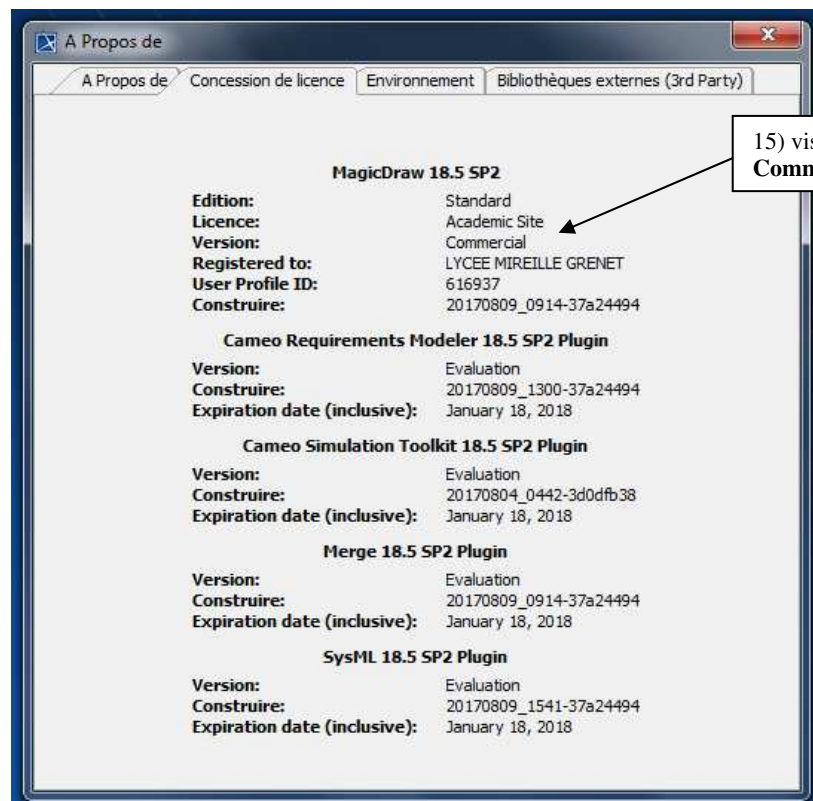 A Propos de
A Propos de Concession de licence Environnement Bibliothèques externes (3rd Party)
15) vis
Comm
MagicDraw 18.5 SP2
Edition: Standard
Licence: Academic Site
Version: Commercial
Registered to: LYCEE MIREILLE GRENET
User Profile ID: 616937
Construire: 20170809_0914-37a24494
Cameo Requirements Modeler 18.5 SP2 Plugin
Version: Evaluation
Construire: 20170809_1300-37a24494
Expiration date (inclusive): January 18, 2018
Cameo Simulation Toolkit 18.5 SP2 Plugin
Version: Evaluation
Construire: 20170804_0442-3d0dfb38
Expiration date (inclusive): January 18, 2018
Merge 18.5 SP2 Plugin
Version: Evaluation
Construire: 20170809_0914-37a24494
Expiration date (inclusive): January 18, 2018
SysML 18.5 SP2 Plugin
Version: Evaluation
Construire: 20170809_1541-37a24494
Expiration date (inclusive): January 18, 2018